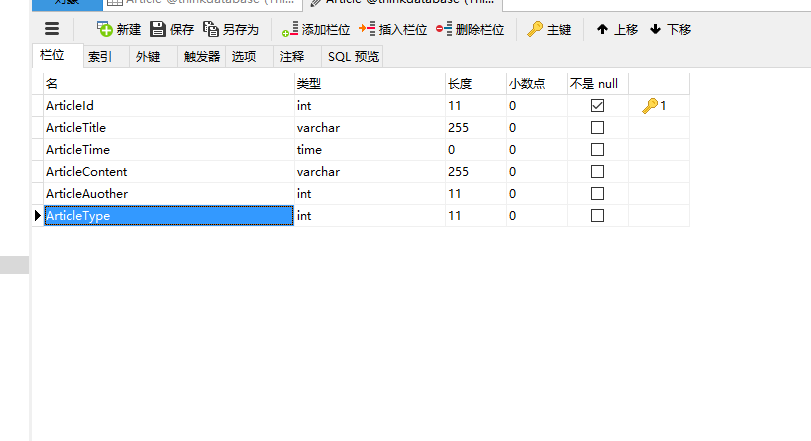 对象 Article @thinkdatabase (Thi... Article @thinkdatabase (Thi...
新建 保存 另存为 添加栏位 插入栏位 删除栏位 主键 上移 下移
栏位 索引 外键 触发器 选项 注释 SQL 预览
名 类型 长度 小数点 不是 null
ArticleId int 11 0 1
ArticleTitle varchar 255 0
ArticleTime time 0 0
ArticleContent varchar 255 0
ArticleAuother int 11 0
ArticleType int 11 0